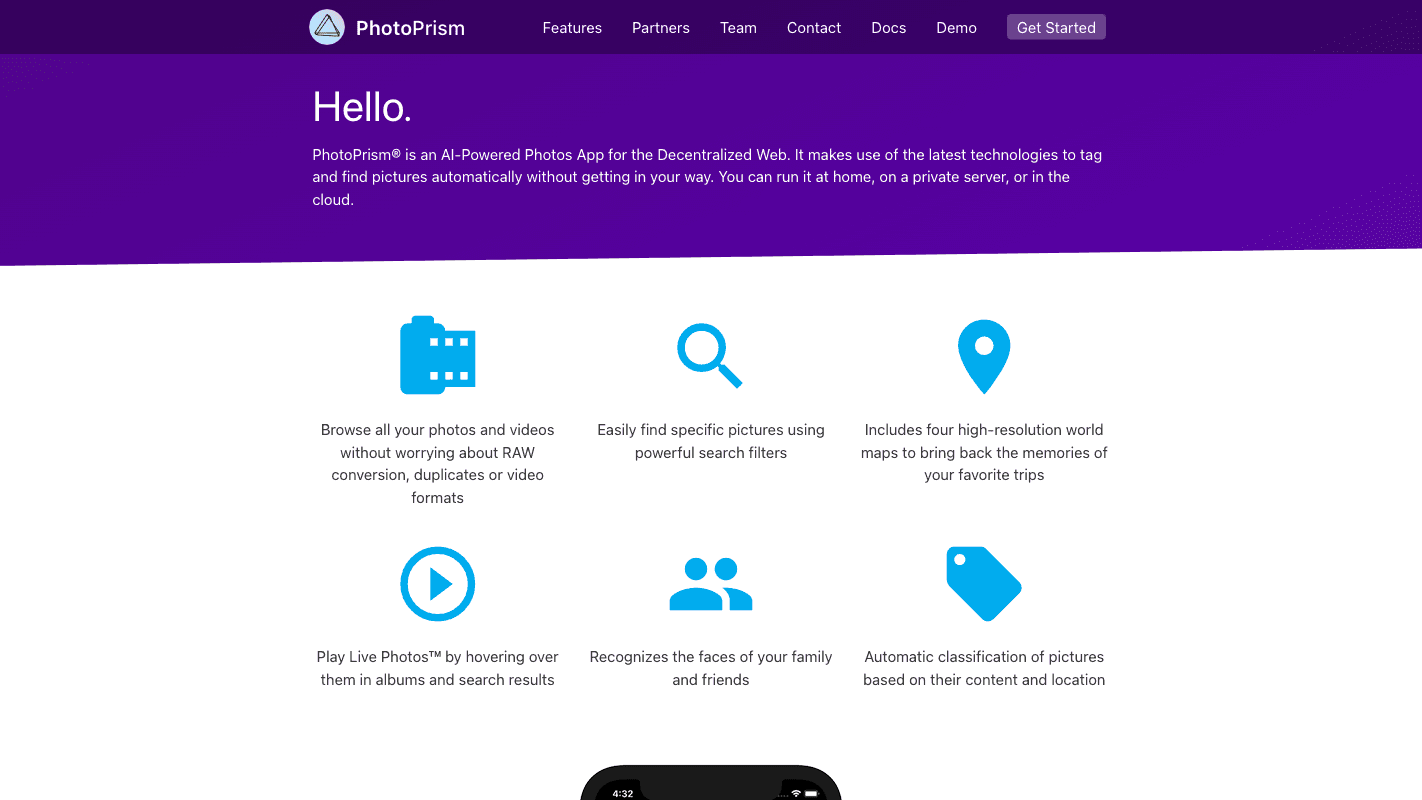 PhotoPrism
Features Partners Team Contact Docs Demo Get Started
Hello.
PhotoPrism® is an AI-Powered Photos App for the Decentralized Web. It makes use of the latest technologies to tag
and find pictures automatically without getting in your way. You can run it at home, on a private server, or in the
cloud.
Browse all your photos and videos
without worrying about RAW
conversion, duplicates or video
formats
Easily find specific pictures using
powerful search filters
Includes four high-resolution world
maps to bring back the memories of
your favorite trips
Play Live Photos™ by hovering over
them in albums and search results
Recognizes the faces of your family
and friends
Automatic classification of pictures
based on their content and location
4:32